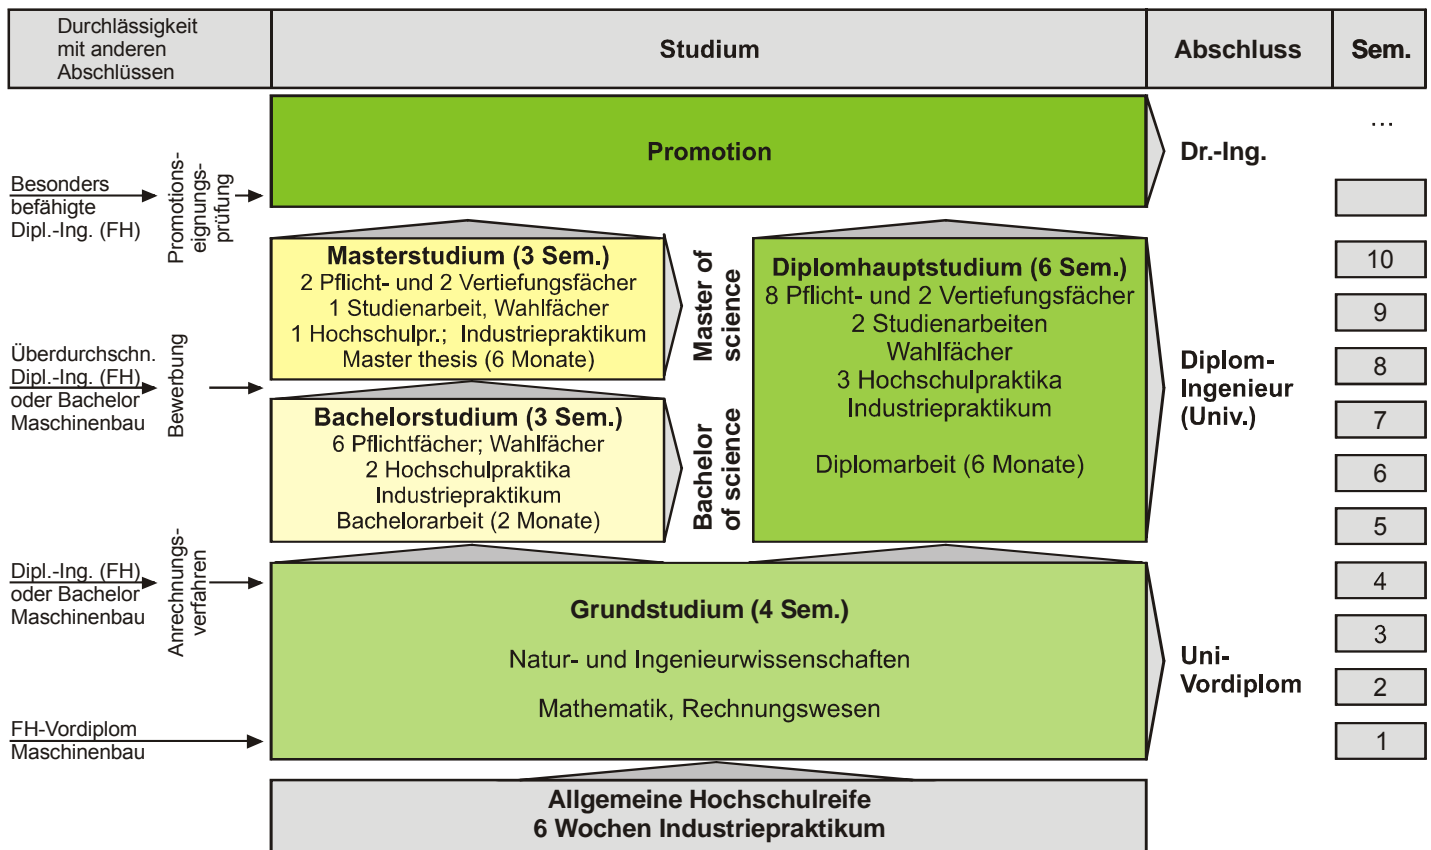 Durchlässigkeit
mit anderen
Abschlüssen
Studium
Abschluss
Sem.
Promotion
Dr.-Ing.
...
Besonders
befähigte
Dipl.-Ing. (FH)
Promotions-
eignungs-
prüfung
Masterstudium (3 Sem.)
2 Pflicht- und 2 Vertiefungsfächer
1 Studienarbeit, Wahlfächer
1 Hochschulpr.; Industriepraktikum
Master thesis (6 Monate)
Master of
science
Diplomhauptstudium (6 Sem.)
8 Pflicht- und 2 Vertiefungsfächer
2 Studienarbeiten
Wahlfächer
3 Hochschulpraktika
Industriepraktikum
Diplomarbeit (6 Monate)
Diplom-
Ingenieur
(Univ.)
10
9
8
7
6
5
Überdurchschn.
Dipl.-Ing. (FH)
oder Bachelor
Maschinenbau
Bewerbung
Bachelorstudium (3 Sem.)
6 Pflichtfächer; Wahlfächer
2 Hochschulpraktika
Industriepraktikum
Bachelorarbeit (2 Monate)
Bachelor
of science
Dipl.-Ing. (FH)
oder Bachelor
Maschinenbau
Anrechnungs-
verfahren
Grundstudium (4 Sem.)
Natur- und Ingenieurwissenschaften
Mathematik, Rechnungswesen
Uni-
Vordiplom
4
3
2
1
FH-Vordiplom
Maschinenbau
Allgemeine Hochschulreife
6 Wochen Industriepraktikum